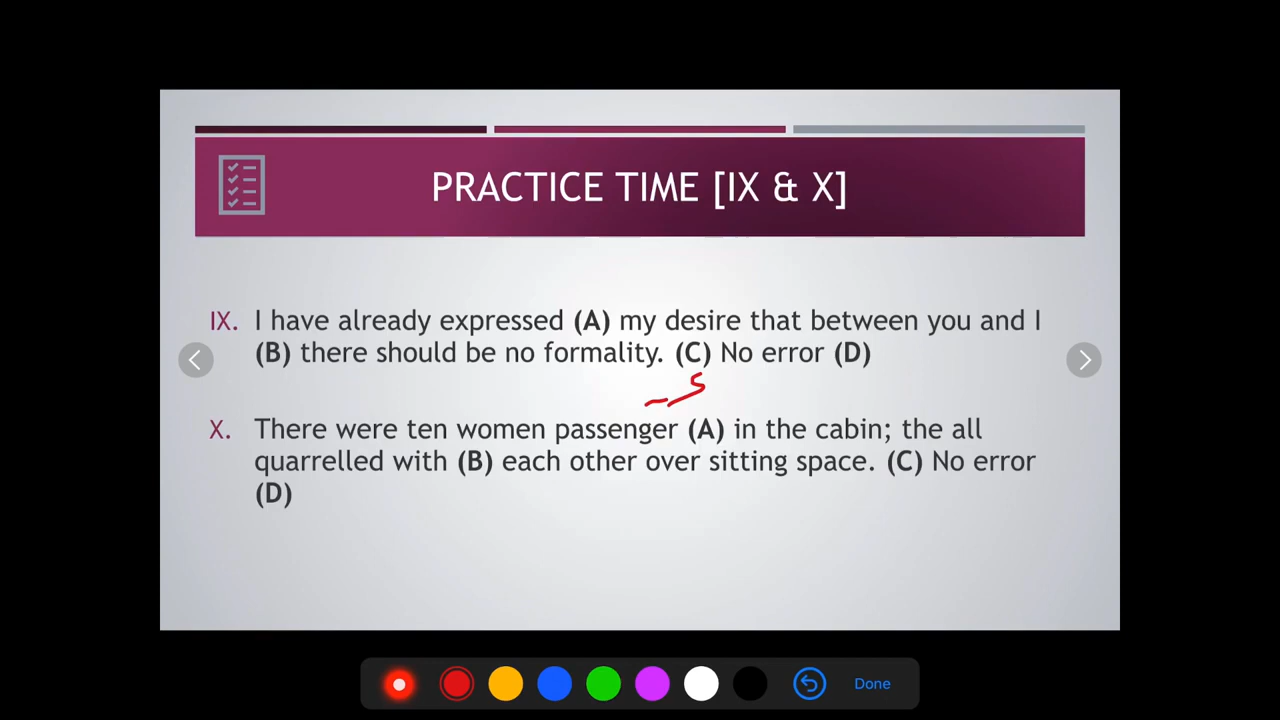 PRACTICE TIME [IX & X]
IX. I have already expressed (A) my desire that between you and I
(B) there should be no formality. (C) No error (D)
s
X. There were ten women passenger (A) in the cabin; the all
quarrelled with (B) each other over sitting space. (C) No error
(D)
Done